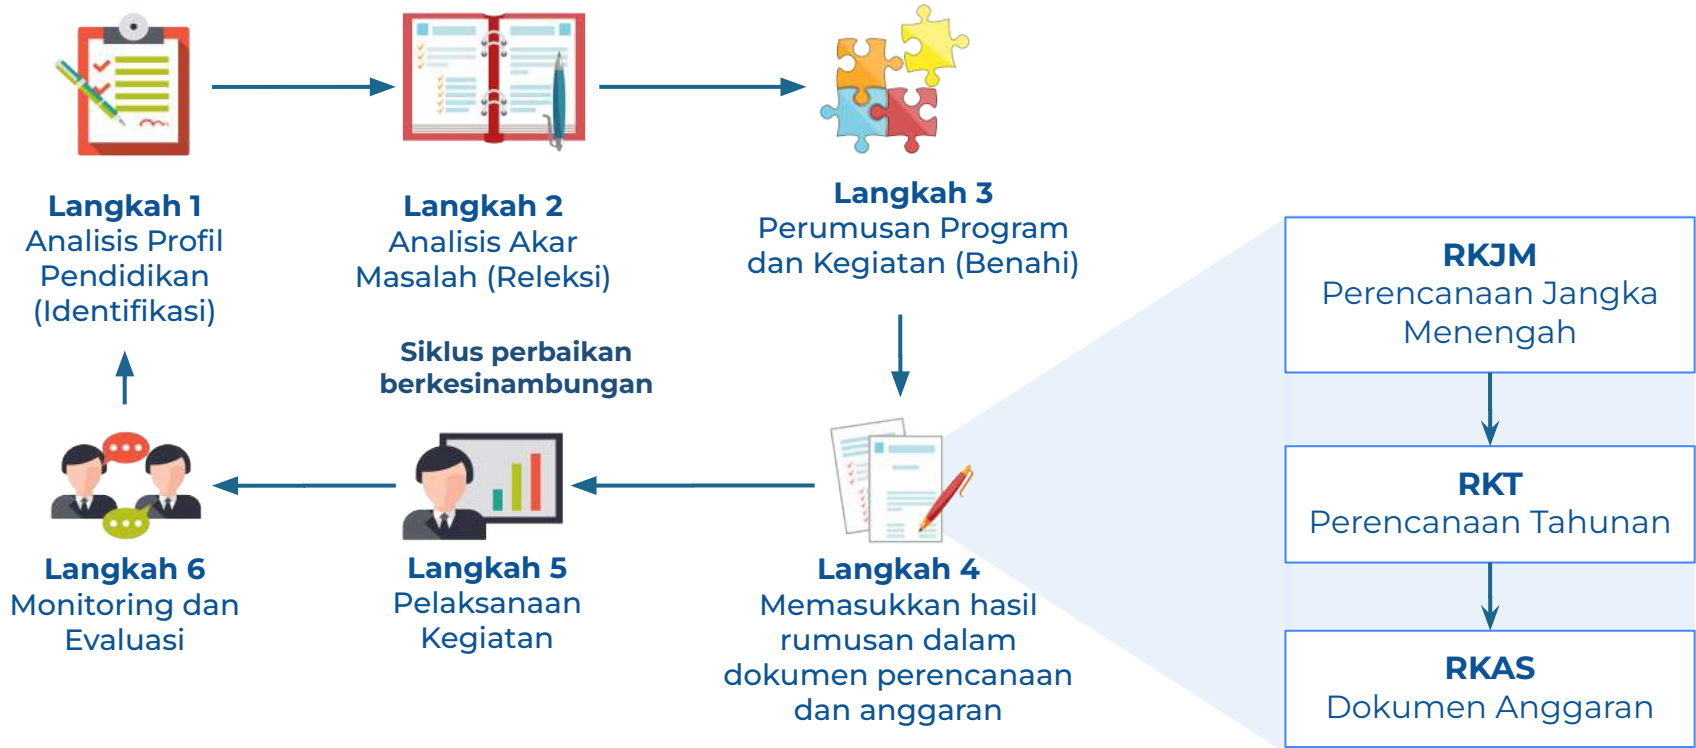 Langkah 1
Analisis Profil
Pendidikan
(Identifikasi)
Langkah 2
Analisis Akar
Masalah (Releksi)
Langkah 3
Perumusan Program
dan Kegiatan (Benahi)
Siklus perbaikan
berkesinambungan
Langkah 4
Memasukkan hasil
rumusan dalam
dokumen perencanaan
dan anggaran
Langkah 5
Pelaksanaan
Kegiatan
Langkah 6
Monitoring dan
Evaluasi
RKJM
Perencanaan Jangka
Menengah
RKT
Perencanaan Tahunan
RKAS
Dokumen Anggaran